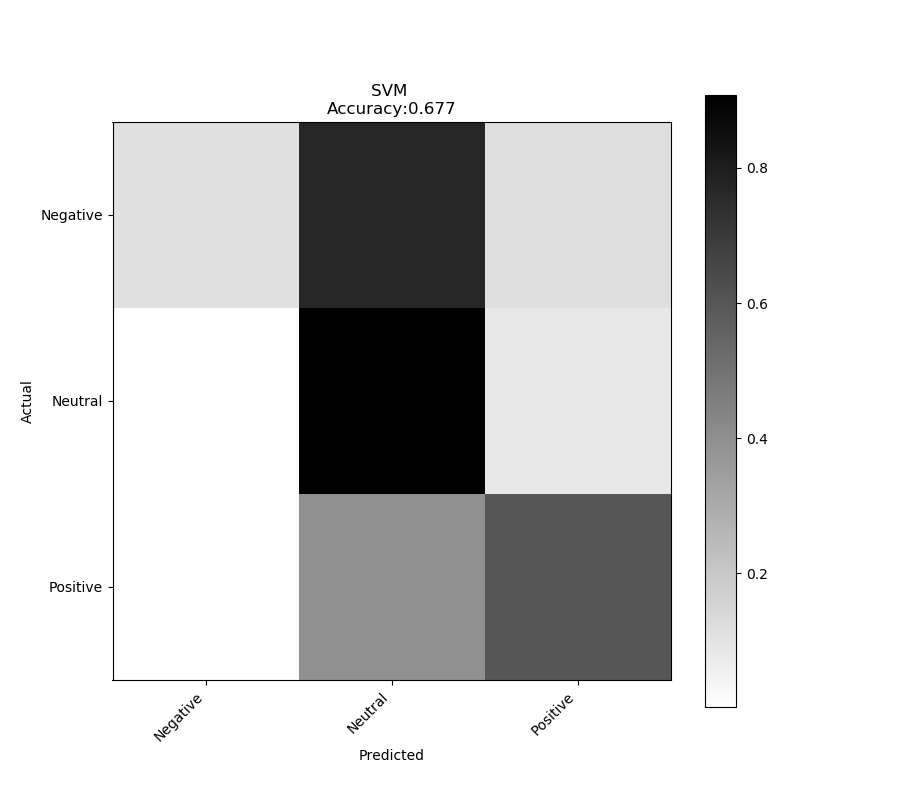 SVM
Accuracy:0.677
Negative
Neutral
Positive
Actual
Negative
Neutral
Positive
Predicted
0.8
0.6
0.4
0.2